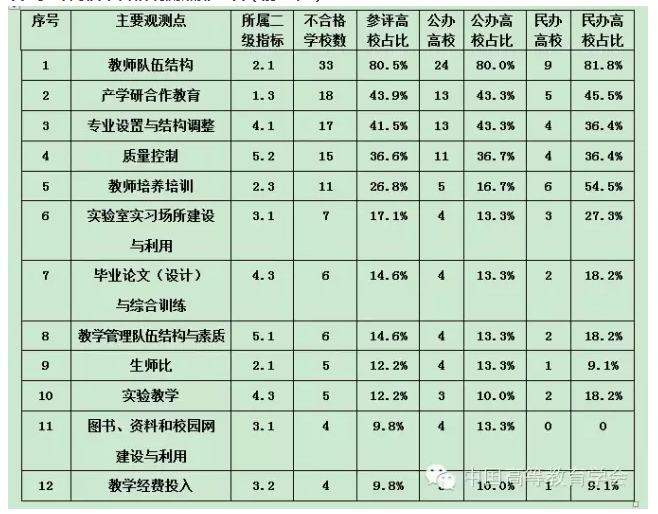 序号 主要观测点 所属二级指标 不合格学校数 参评高校占比 公办高校 公办高校占比 民办高校 民办高校占比
1 教师队伍结构 2.1 33 80.5% 24 80.0% 9 81.8%
2 产学研合作教育 1.3 18 43.9% 13 43.3% 5 45.5%
3 专业设置与结构调整 4.1 17 41.5% 13 43.3% 4 36.4%
4 质量控制 5.2 15 36.6% 11 36.7% 4 36.4%
5 教师培养培训 2.3 11 26.8% 5 16.7% 6 54.5%
6 实验室实习场所建设与利用 3.1 7 17.1% 4 13.3% 3 27.3%
7 毕业论文（设计）与综合训练 4.3 6 14.6% 4 13.3% 2 18.2%
8 教学管理队伍结构与素质 5.1 6 14.6% 4 13.3% 2 18.2%
9 生师比 2.1 5 12.2% 4 13.3% 1 9.1%
10 实验教学 4.3 5 12.2% 3 10.0% 2 18.2%
11 图书、资料和校园网建设与利用 3.1 4 9.8% 4 13.3% 0 0
12 教学经费投入 3.2 4 9.8% 10.0% 1 9.1%
中国高等教育学会